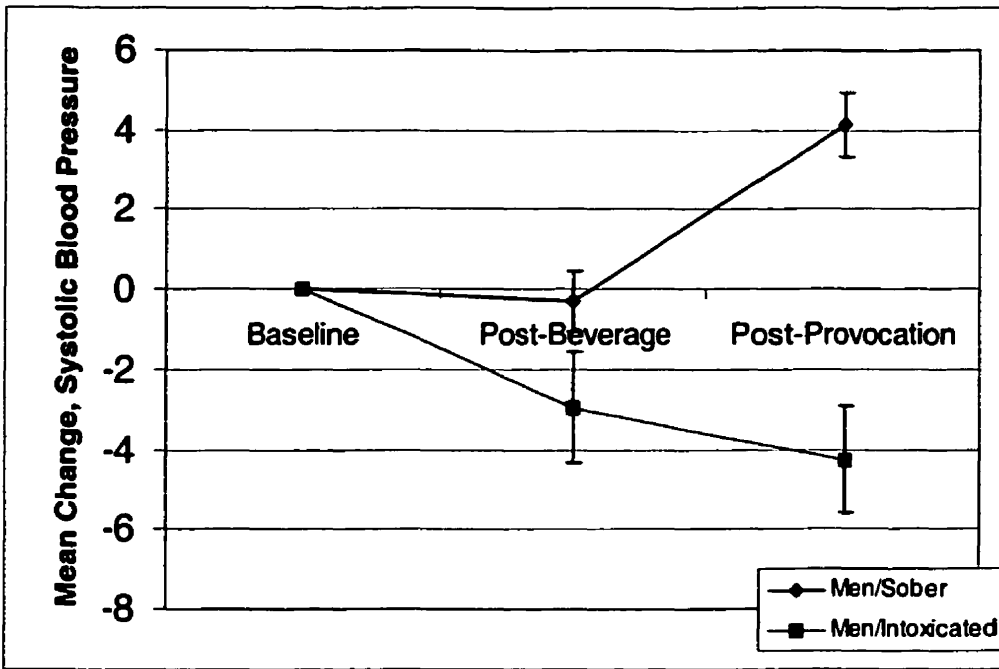 Mean Change, Systolic Blood Pressure
6
4
2
0
-2
-4
-6
-8
Baseline Post-Beverage Post-Provocation
Men/Sober
Men/Intoxicated